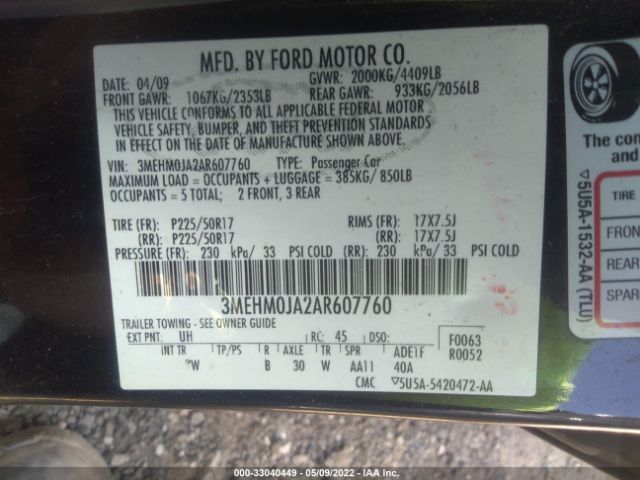 MFD. BY FORD MOTOR CO.
DATE 04/09 GVWR: 2000KG/4409LB
FRONT GAWR: 1067KG/2353LB REAR GAWR: 933KG/2056LB
THIS VEHICLE CONFORMS TO ALL APPLICABLE FEDERAL MOTOR
VEHICLE SAFETY, BUMPER, AND THEFT PREVENTION STANDARDS
IN EFFECT ON THE DATE OF MANUFACTURE SHOWN ABOVE.
VIN: 3MEHM0JA2AR607760 TYPE: Passenger Car
MAXIMUM LOAD = OCCUPANTS + LUGGAGE = 385KG/ 850LB
OCCUPANTS = 5 TOTAL; 2 FRONT, 3 REAR
TIRE (FR): P225/50R17 RIMS (FR): 17X7.5J
(RR): P225/50R17 (RR): 17X7.5J
PRESSURE (FR): 230 kPa/ 33 PSI COLD (RR): 230 kPa/ 33 PSI COLD
3MEHM0JA2AR607760
TRAILER TOWING - SEE OWNER GUIDE
EXT PNT: UH RC: 45 DSO: F0063
R0052
INT TR TP/PS R AXLE TR SPR ADE1F
"W B 30 W AA11 40A
CMC ▽5U5A-5420472-AA
The con
and
▽5U5A-1532-AA (TLU)
TIRE
FRON
REAR
SPAR
000-33040449 - 05/09/2022 - IAA Inc.